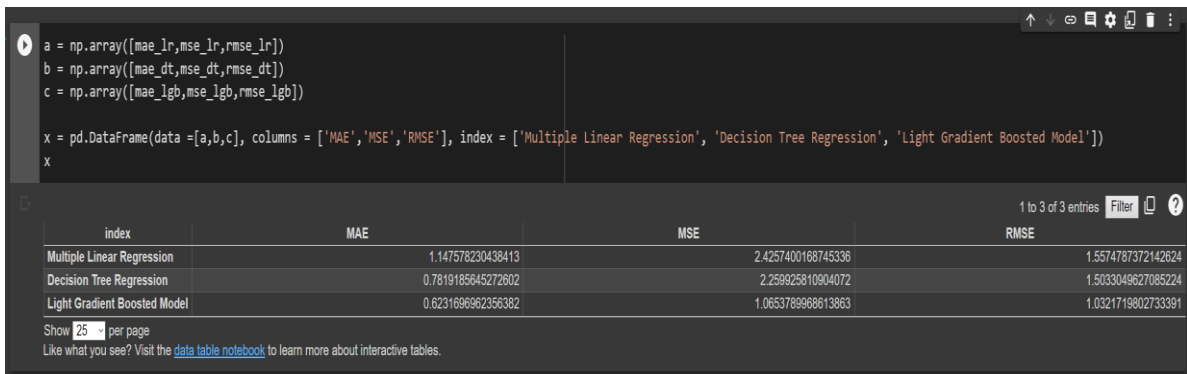 a = np.array([mae_lr,mse_lr,rmse_lr])
b = np.array([mae_dt,mse_dt,rmse_dt])
c = np.array([mae_lgb,mse_lgb,rmse_lgb])
x = pd.DataFrame(data =[a,b,c], columns = ['MAE','MSE','RMSE'], index = ['Multiple Linear Regression', 'Decision Tree Regression', 'Light Gradient Boosted Model'])
x
1 to 3 of 3 entries Filter ?
index MAE MSE RMSE
Multiple Linear Regression 1.147578230438413 2.4257400168745336 1.5574787372142624
Decision Tree Regression 0.7819185645272602 2.259925810904072 1.5033049627085224
Light Gradient Boosted Model 0.6231696962356382 1.0653789968613863 1.0321719802733391
Show 25 per page
Like what you see? Visit the data table notebook to learn more about interactive tables.